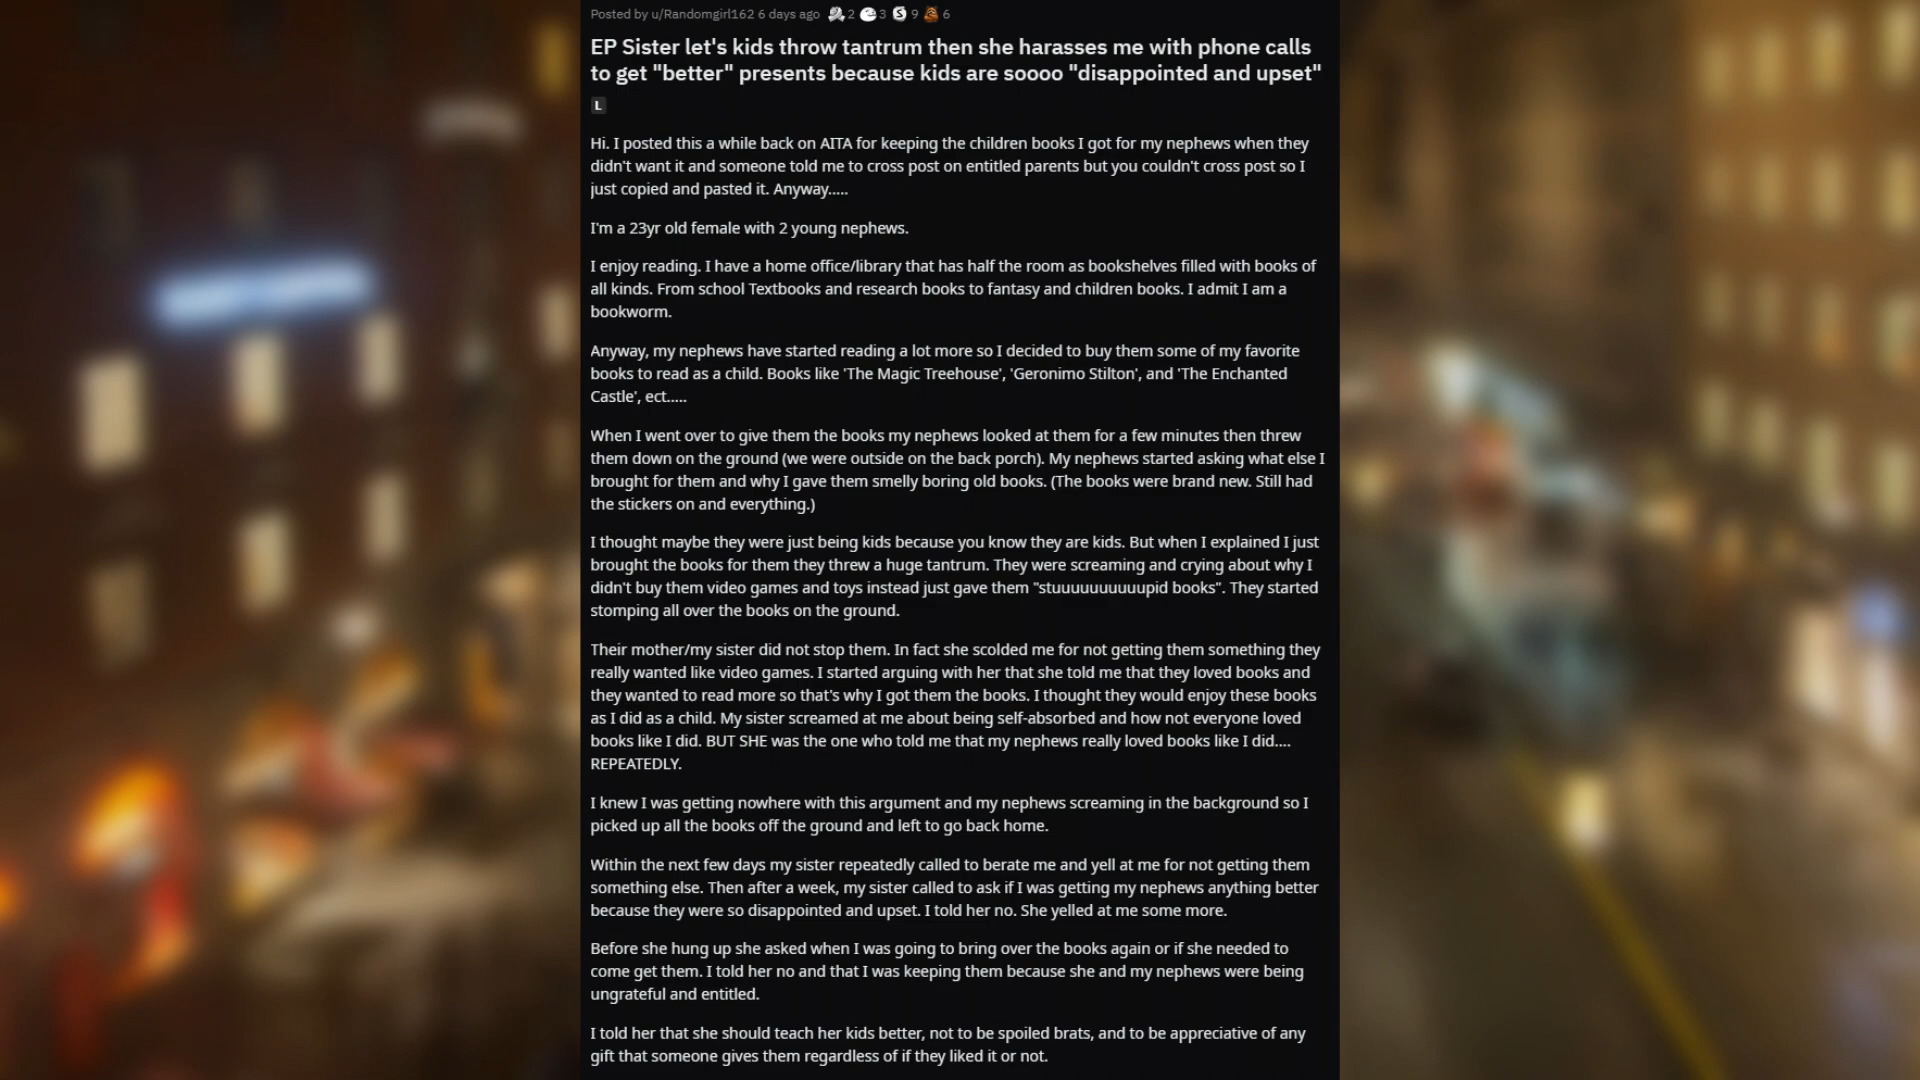 Posted by u/Randomgirl162 6 days ago 2 3 9 6
EP Sister let's kids throw tantrum then she harasses me with phone calls
to get "better" presents because kids are soooo "disappointed and upset"
L
Hi. I posted this a while back on AITA for keeping the children books I got for my nephews when they
didn't want it and someone told me to cross post on entitled parents but you couldn't cross post so I
just copied and pasted it. Anyway.....
I'm a 23yr old female with 2 young nephews.
I enjoy reading. I have a home office/library that has half the room as bookshelves filled with books of
all kinds. From school Textbooks and research books to fantasy and children books. I admit I am a
bookworm.
Anyway, my nephews have started reading a lot more so I decided to buy them some of my favorite
books to read as a child. Books like 'The Magic Treehouse', 'Geronimo Stilton', and 'The Enchanted
Castle', ect.....
When I went over to give them the books my nephews looked at them for a few minutes then threw
them down on the ground (we were outside on the back porch). My nephews started asking what else I
brought for them and why I gave them smelly boring old books. (The books were brand new. Still had
the stickers on and everything.)
I thought maybe they were just being kids because you know they are kids. But when I explained I just
brought the books for them they threw a huge tantrum. They were screaming and crying about why I
didn't buy them video games and toys instead just gave them "stuuuuuuuuuupid books". They started
stomping all over the books on the ground.
Their mother/my sister did not stop them. In fact she scolded me for not getting them something they
really wanted like video games. I started arguing with her that she told me that they loved books and
they wanted to read more so that's why I got them the books. I thought they would enjoy these books
as I did as a child. My sister screamed at me about being self-absorbed and how not everyone loved
books like I did. BUT SHE was the one who told me that my nephews really loved books like I did....
REPEATEDLY.
I knew I was getting nowhere with this argument and my nephews screaming in the background so I
picked up all the books off the ground and left to go back home.
Within the next few days my sister repeatedly called to berate me and yell at me for not getting them
something else. Then after a week, my sister called to ask if I was getting my nephews anything better
because they were so disappointed and upset. I told her no. She yelled at me some more.
Before she hung up she asked when I was going to bring over the books again or if she needed to
come get them. I told her no and that I was keeping them because she and my nephews were being
ungrateful and entitled.
I told her that she should teach her kids better, not to be spoiled brats, and to be appreciative of any
gift that someone gives them regardless of if they liked it or not.